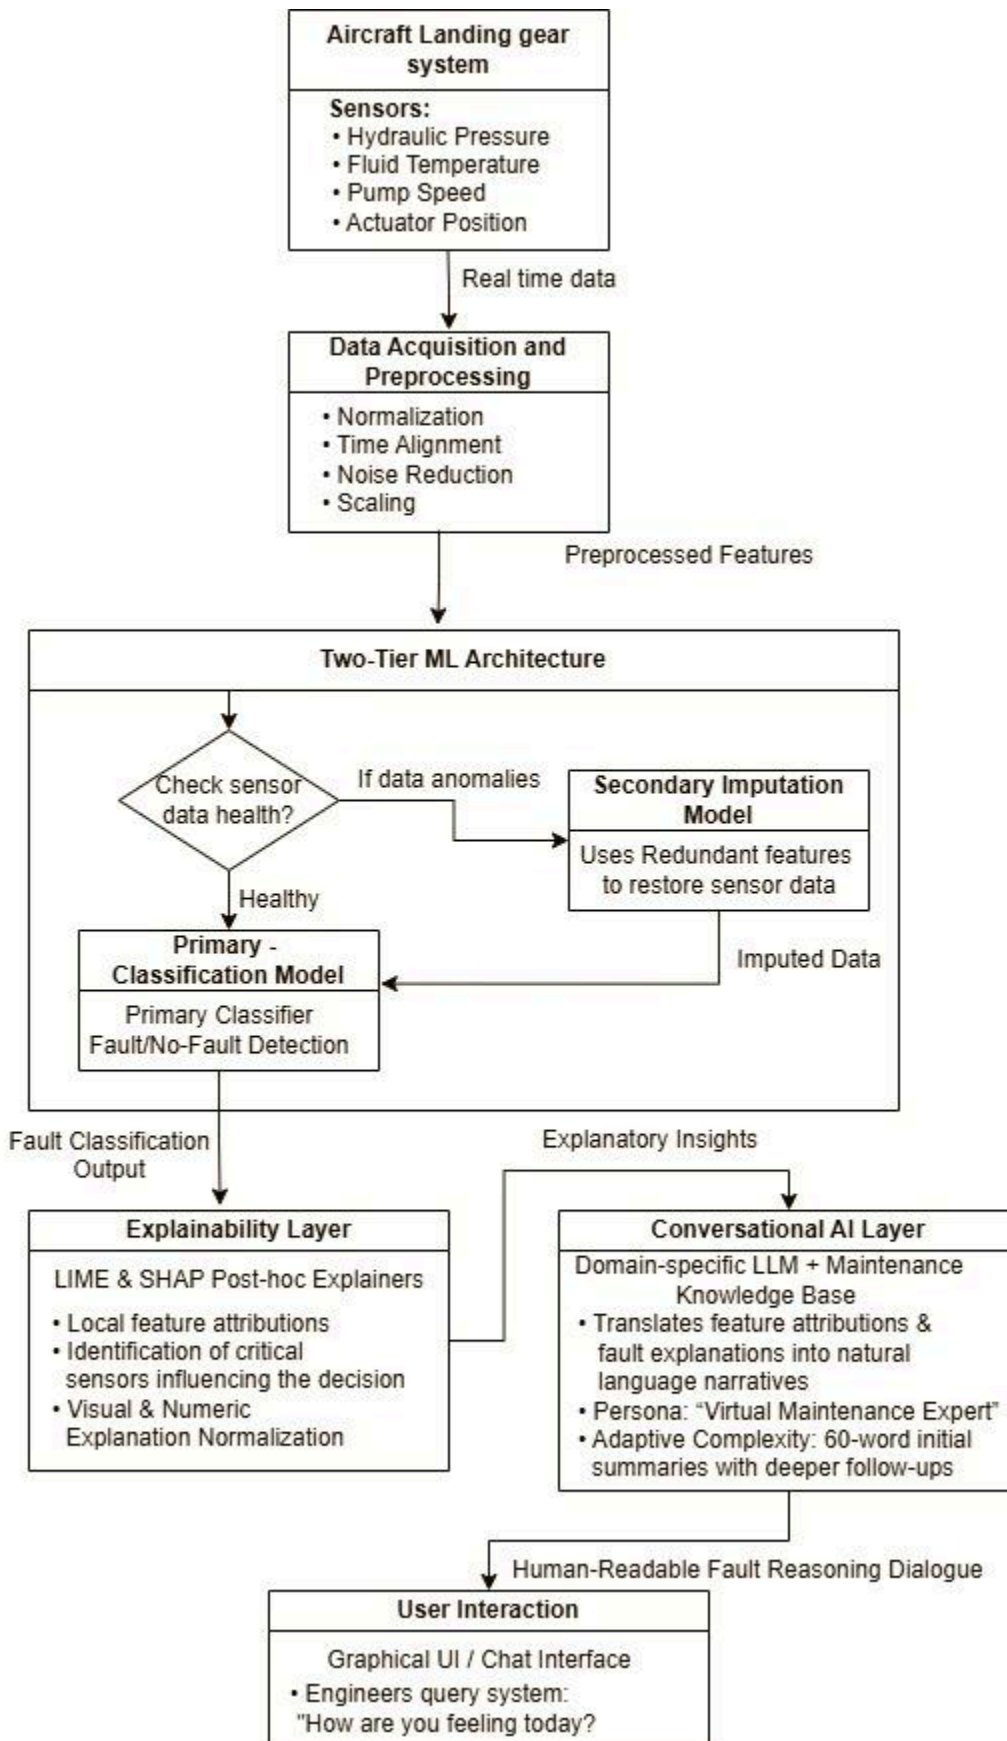 Aircraft Landing gear
system
Sensors:
• Hydraulic Pressure
• Fluid Temperature
• Pump Speed
• Actuator Position
Real time data
Data Acquisition and
Preprocessing
• Normalization
• Time Alignment
• Noise Reduction
• Scaling
Preprocessed Features
Two-Tier ML Architecture
Check sensor
data health?
If data anomalies
Secondary Imputation
Model
Uses Redundant features
to restore sensor data
Healthy
Imputed Data
Primary -
Classification Model
Primary Classifier
Fault/No-Fault Detection
Fault Classification
Output
Explanatory Insights
Explainability Layer
LIME & SHAP Post-hoc Explainers
• Local feature attributions
• Identification of critical
sensors influencing the decision
• Visual & Numeric
Explanation Normalization
Conversational AI Layer
Domain-specific LLM + Maintenance
Knowledge Base
• Translates feature attributions &
fault explanations into natural
language narratives
• Persona: “Virtual Maintenance Expert”
• Adaptive Complexity: 60-word initial
summaries with deeper follow-ups
Human-Readable Fault Reasoning Dialogue
User Interaction
Graphical UI / Chat Interface
• Engineers query system:
"How are you feeling today?